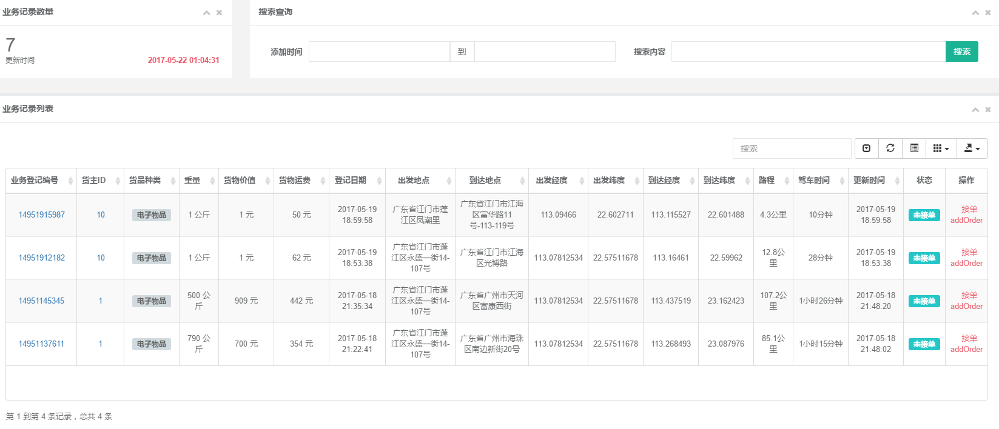 业务记录数量
搜索查询
7
更新时间
2017-05-22 01:04:31
添加时间
到
搜索内容
搜索
业务记录列表
搜索
业务登记编号 货主ID 货品种类 重量 货物价值 货物运费 登记日期 出发地点 到达地点 出发经度 出发纬度 到达经度 到达纬度 路程 驾车时间 更新时间 状态 操作
14951915987
10
电子物品
1 公斤
1 元
50 元
2017-05-19
18:59:58
广东省江门市蓬
江区凤潮里
广东省江门市江海
区富华路11
号-113-119号
113.09466
22.602711
113.115527
22.601488
4.3公里
10分钟
2017-05-19
18:59:58
未接单
接单
addOrder
14951912182
10
电子物品
1 公斤
1 元
62 元
2017-05-19
18:53:38
广东省江门市蓬
江区永盛一街14-
107号
广东省江门市江海
区光博路
113.07812534
22.57511678
113.16461
22.59962
12.8公
里
28分钟
2017-05-19
18:53:38
未接单
接单
addOrder
14951145345
1
电子物品
500 公
斤
909 元
442 元
2017-05-18
21:35:34
广东省江门市蓬
江区永盛一街14-
107号
广东省广州市天河
区富康西街
113.07812534
22.57511678
113.437519
23.162423
107.2公
里
1小时26分钟
2017-05-18
21:48:20
未接单
接单
addOrder
14951137611
1
电子物品
790 公
斤
700 元
354 元
2017-05-18
21:22:41
广东省江门市蓬
江区永盛一街14-
107号
广东省广州市海珠
区南边新街20号
113.07812534
22.57511678
113.268493
23.087976
85.1公
里
1小时15分钟
2017-05-18
21:48:02
未接单
接单
addOrder
第 1 到第 4 条记录，总共 4 条